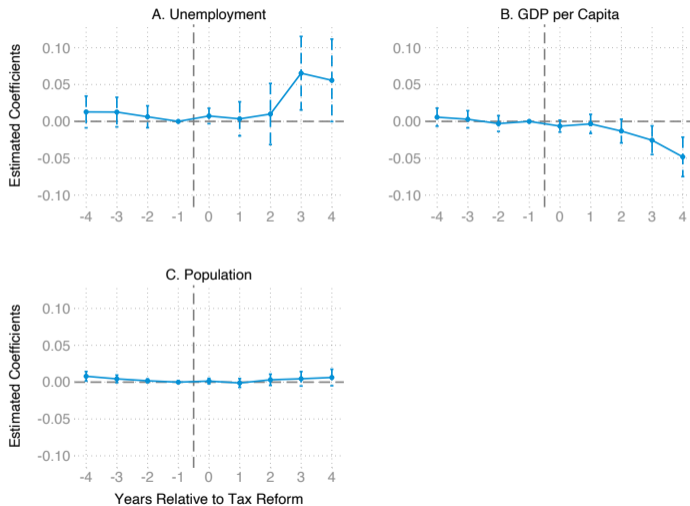 A. Unemployment
Estimated Coefficients
0.10
0.05
0.00
-0.05
-0.10
-4 -3 -2 -1 0 1 2 3 4
B. GDP per Capita
0.10
0.05
0.00
-0.05
-0.10
-4 -3 -2 -1 0 1 2 3 4
C. Population
Estimated Coefficients
0.10
0.05
0.00
-0.05
-0.10
-4 -3 -2 -1 0 1 2 3 4
Years Relative to Tax Reform